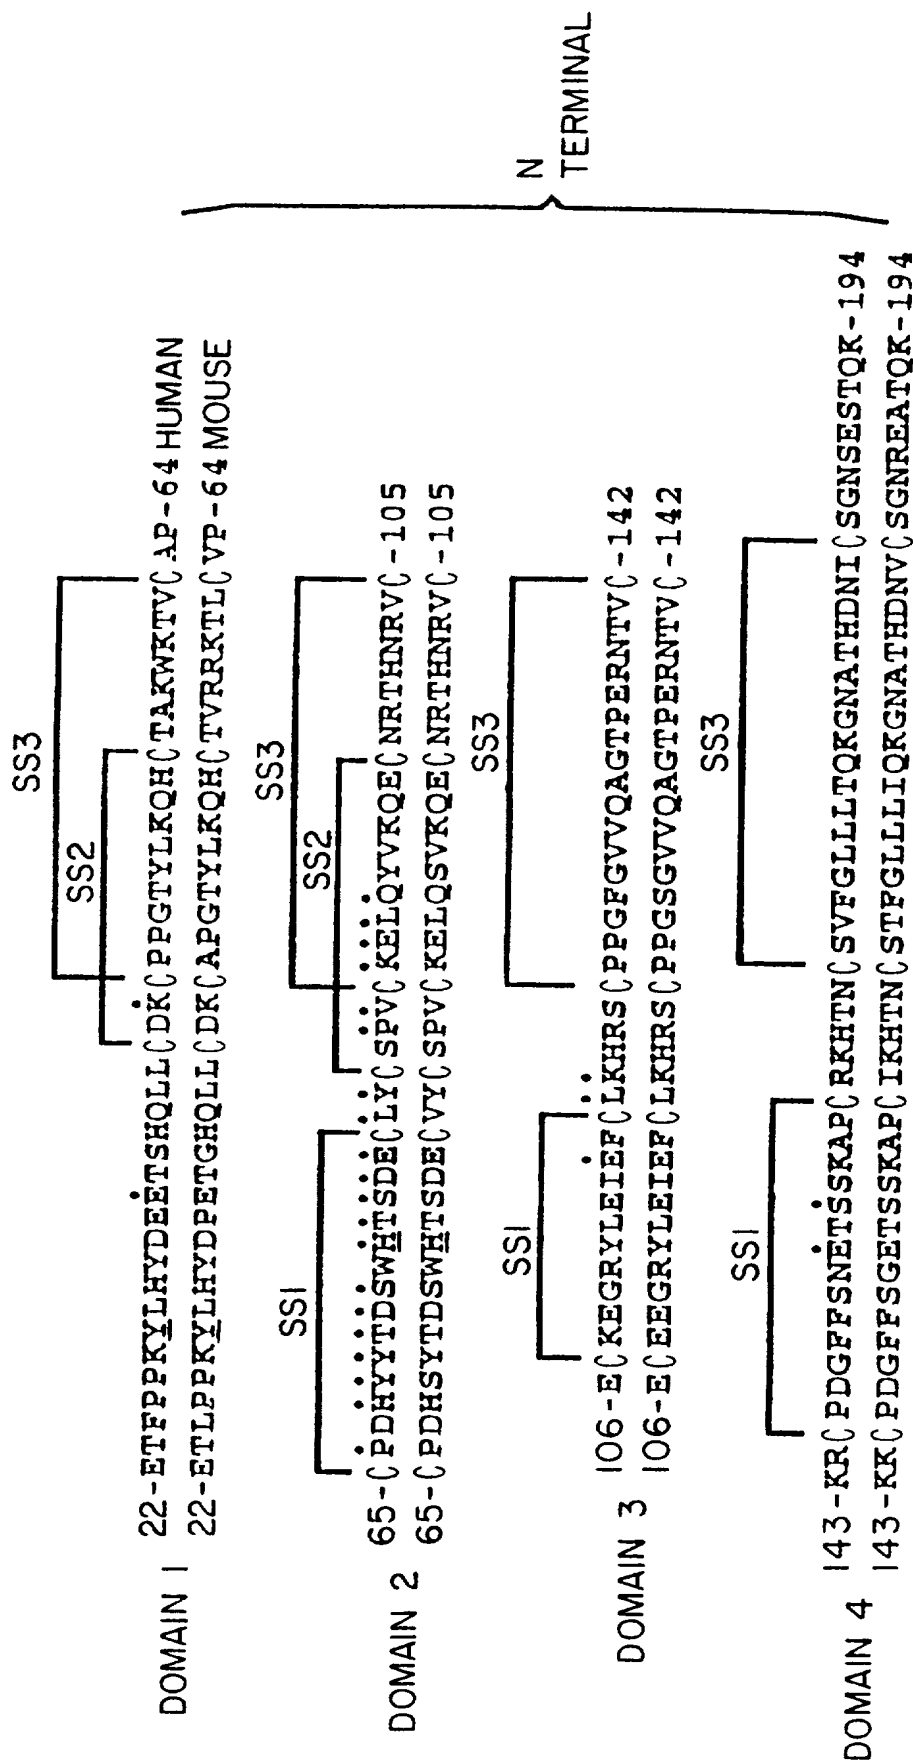 SS3
SS2
22-ETFPPKYLHYDEETSHQLLCDKCPPGTYLKQHCTAKWKTVCAP-64 HUMAN
DOMAIN 1
22-ETLPPKYLHYDPETGHQLLCDKCAPGTYLKQHCTVRRKTLCVP-64 MOUSE
SS3
SS1 SS2
65-CPDHYYTDSWHTSDECLYCSPVCKELQYVKQECNRTHNRVC-105
DOMAIN 2
65-CPDHSYTDSWHTSDECVYCSPVCKELQSVKQECNRTHNRVC-105
SS1 SS3
106-ECKEGRYLEIEFCLKHRSCPPGFGVVQAGTPERNTVC-142
DOMAIN 3
106-ECEEGRYLEIEFCLKHRSCPPGSGVVQAGTPERNTVC-142
SS1 SS3
143-KRCPDGFFSNETSSKAPCRKHTNCSVFGLLLTQKGNATHDNICSGNSESTQK-194
DOMAIN 4
143-KKCPDGFFSGETSSKAPCIKHTNCSTFGLLLIQKGNATHDNVCSGNREATQK-194
N
TERMINAL